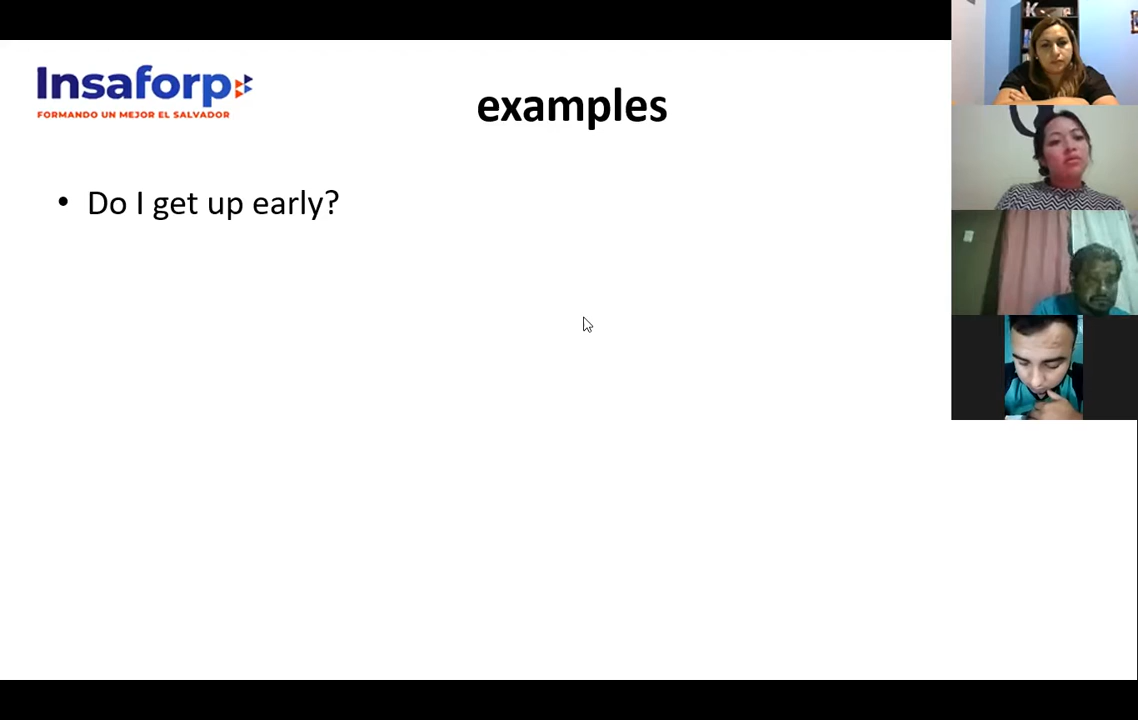 Insaforp
FORMANDO UN MEJOR EL SALVADOR
examples
• Do I get up early?
K